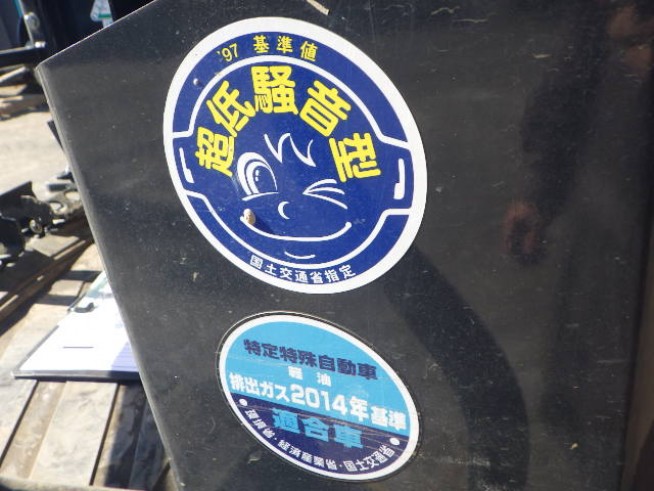 '97 基準値
超低騒音型
国土交通省指定
特定特殊自動車
軽油
排出ガス2014年基準
適合車
・環境省・経済産業省・国土交通省・